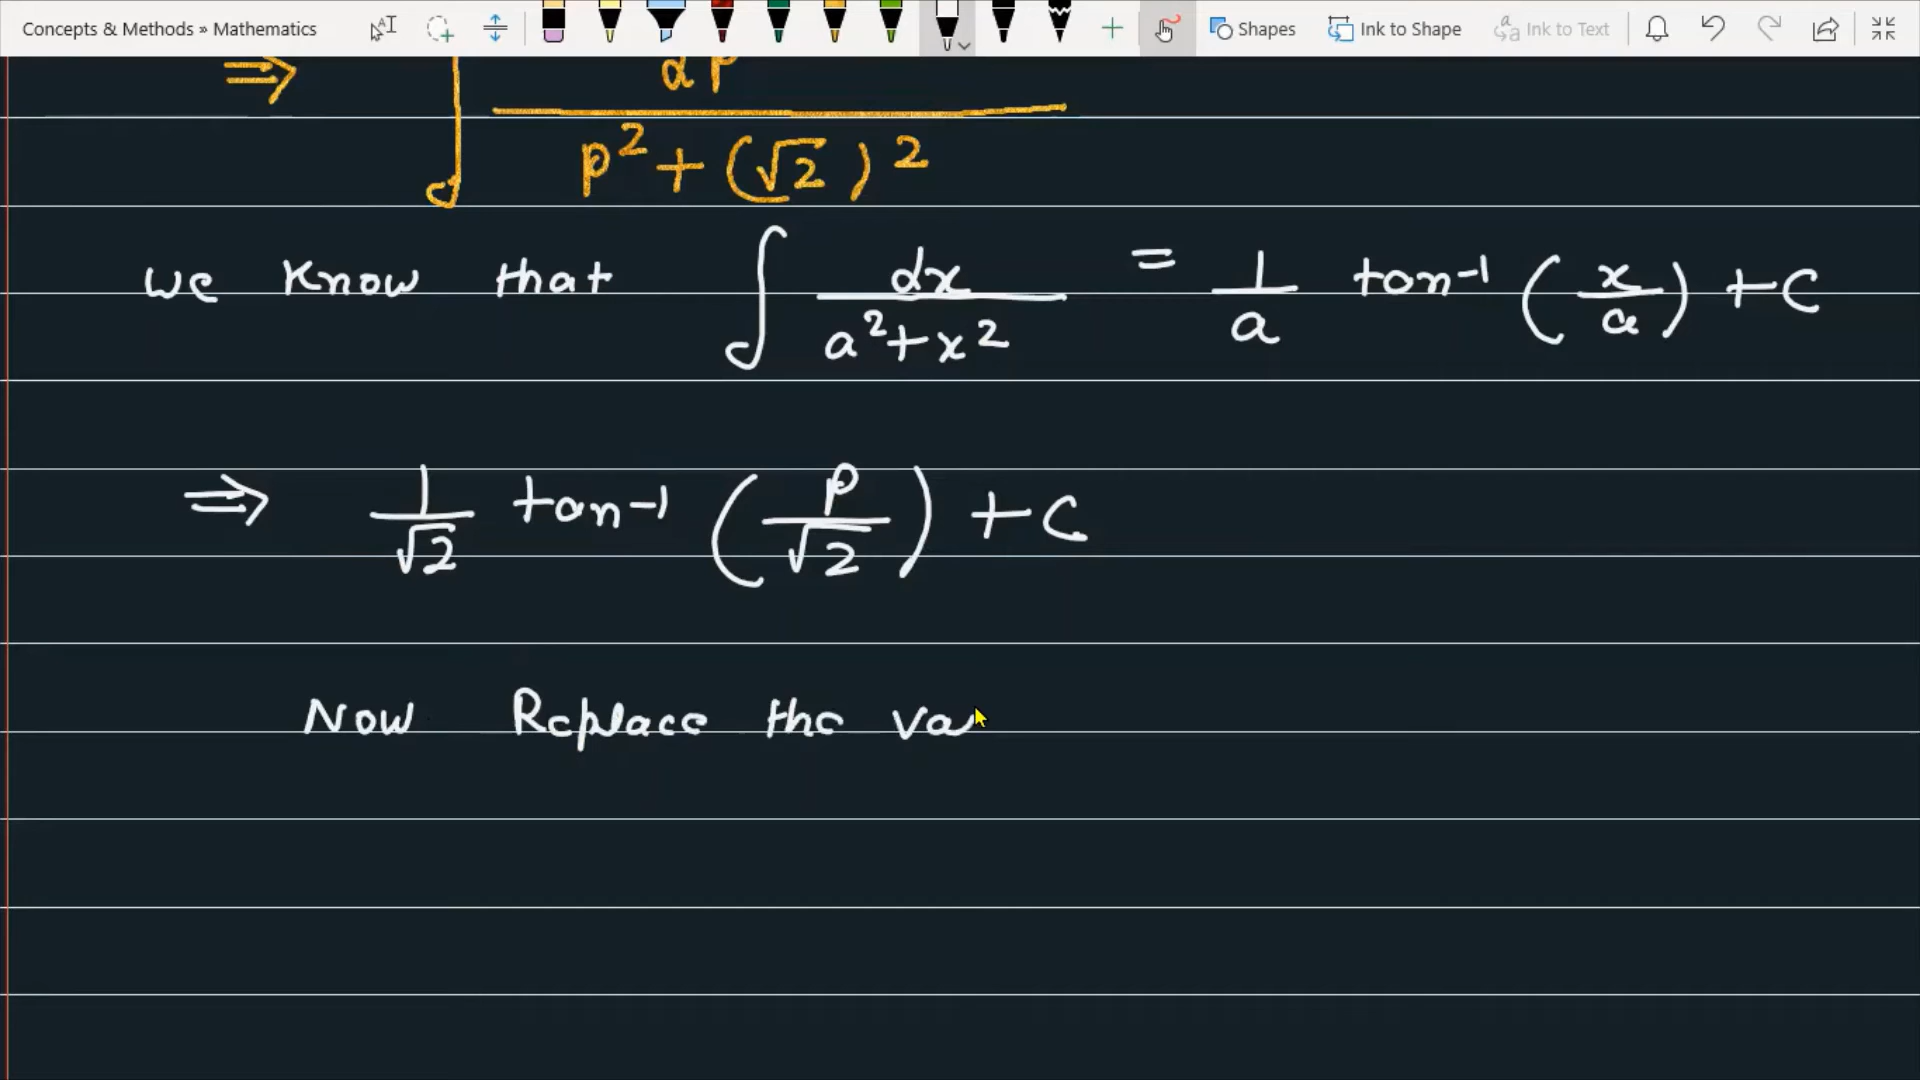 Concepts & Methods » Mathematics Shapes Ink to Shape Ink to Text
⇒ ∫ dp / p² + (√2)²
We know that ∫ dx / a²+x² = 1/a tan-1 (x/a) + C
⇒ 1/√2 tan-1 (p/√2) + C
Now Replace the va